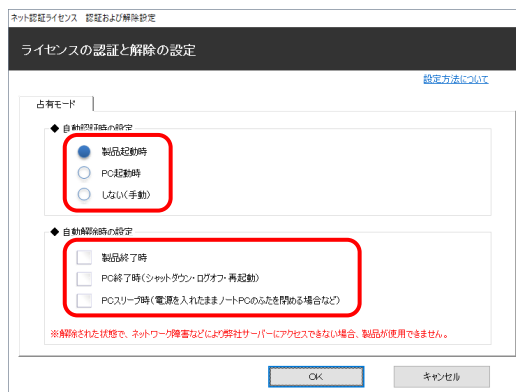 ネット認証ライセンス　認証および解除設定
ライセンスの認証と解除の設定
設定方法について
占有モード
◆ 自動認証時の設定
製品起動時
PC起動時
しない(手動)
◆ 自動解除時の設定
製品終了時
PC終了時(シャットダウン・ログオフ・再起動)
PCスリープ時(電源を入れたままノートPCのふたを閉める場合など)
※解除された状態で、ネットワーク障害などにより弊社サーバーにアクセスできない場合、製品が使用できません。
OK
キャンセル